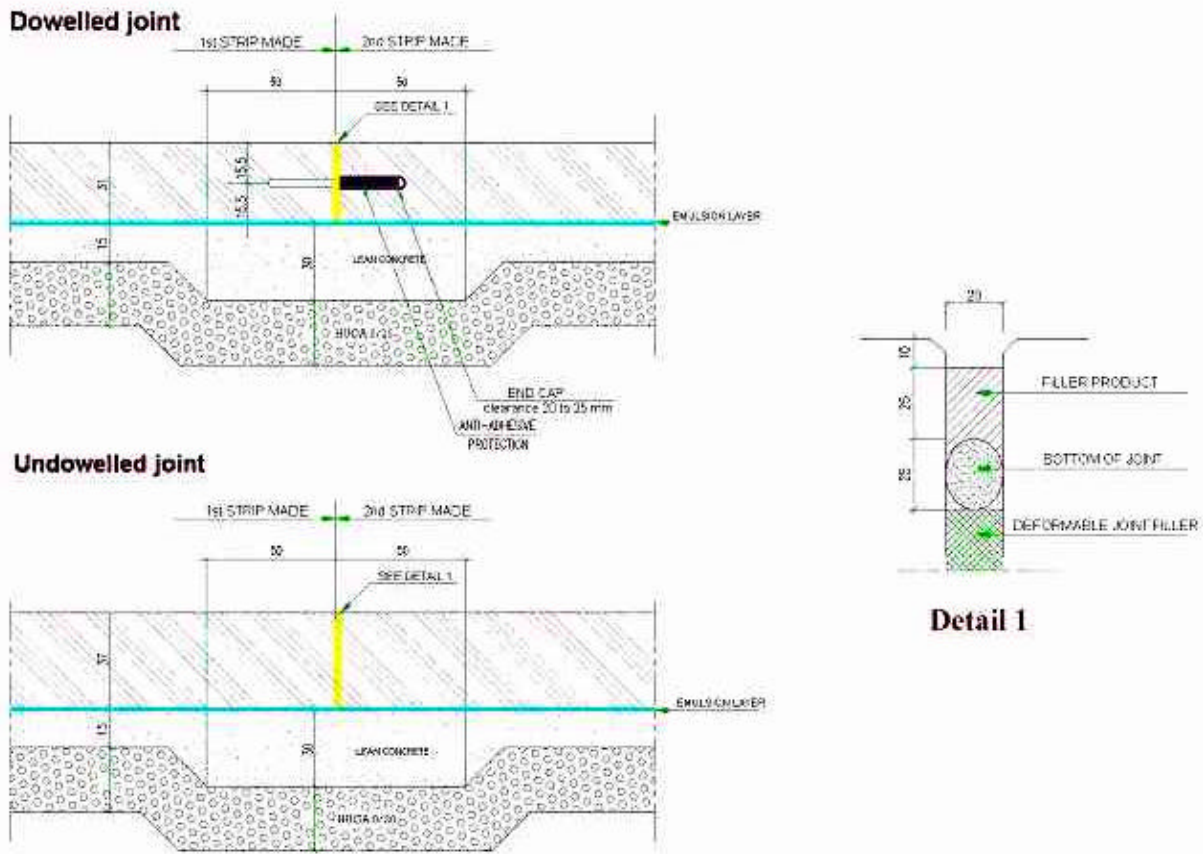 Dowelled joint
1st STRIP MADE 2nd STRIP MADE
50
SEE DETAIL 1
15.5
31
15.5
EMULSION LAYER
15
30
LEAN CONCRETE
END CAP
clearance 20 to 35 mm
ANTI-ADHESIVE
PROTECTION
Undowelled joint
1st STRIP MADE 2nd STRIP MADE
50 50
SEE DETAIL 1
37
EMULSION LAYER
15
30
LEAN CONCRETE
20
10
FILLER PRODUCT
25
BOTTOM OF JOINT
DEFORMABLE JOINT FILLER
Detail 1